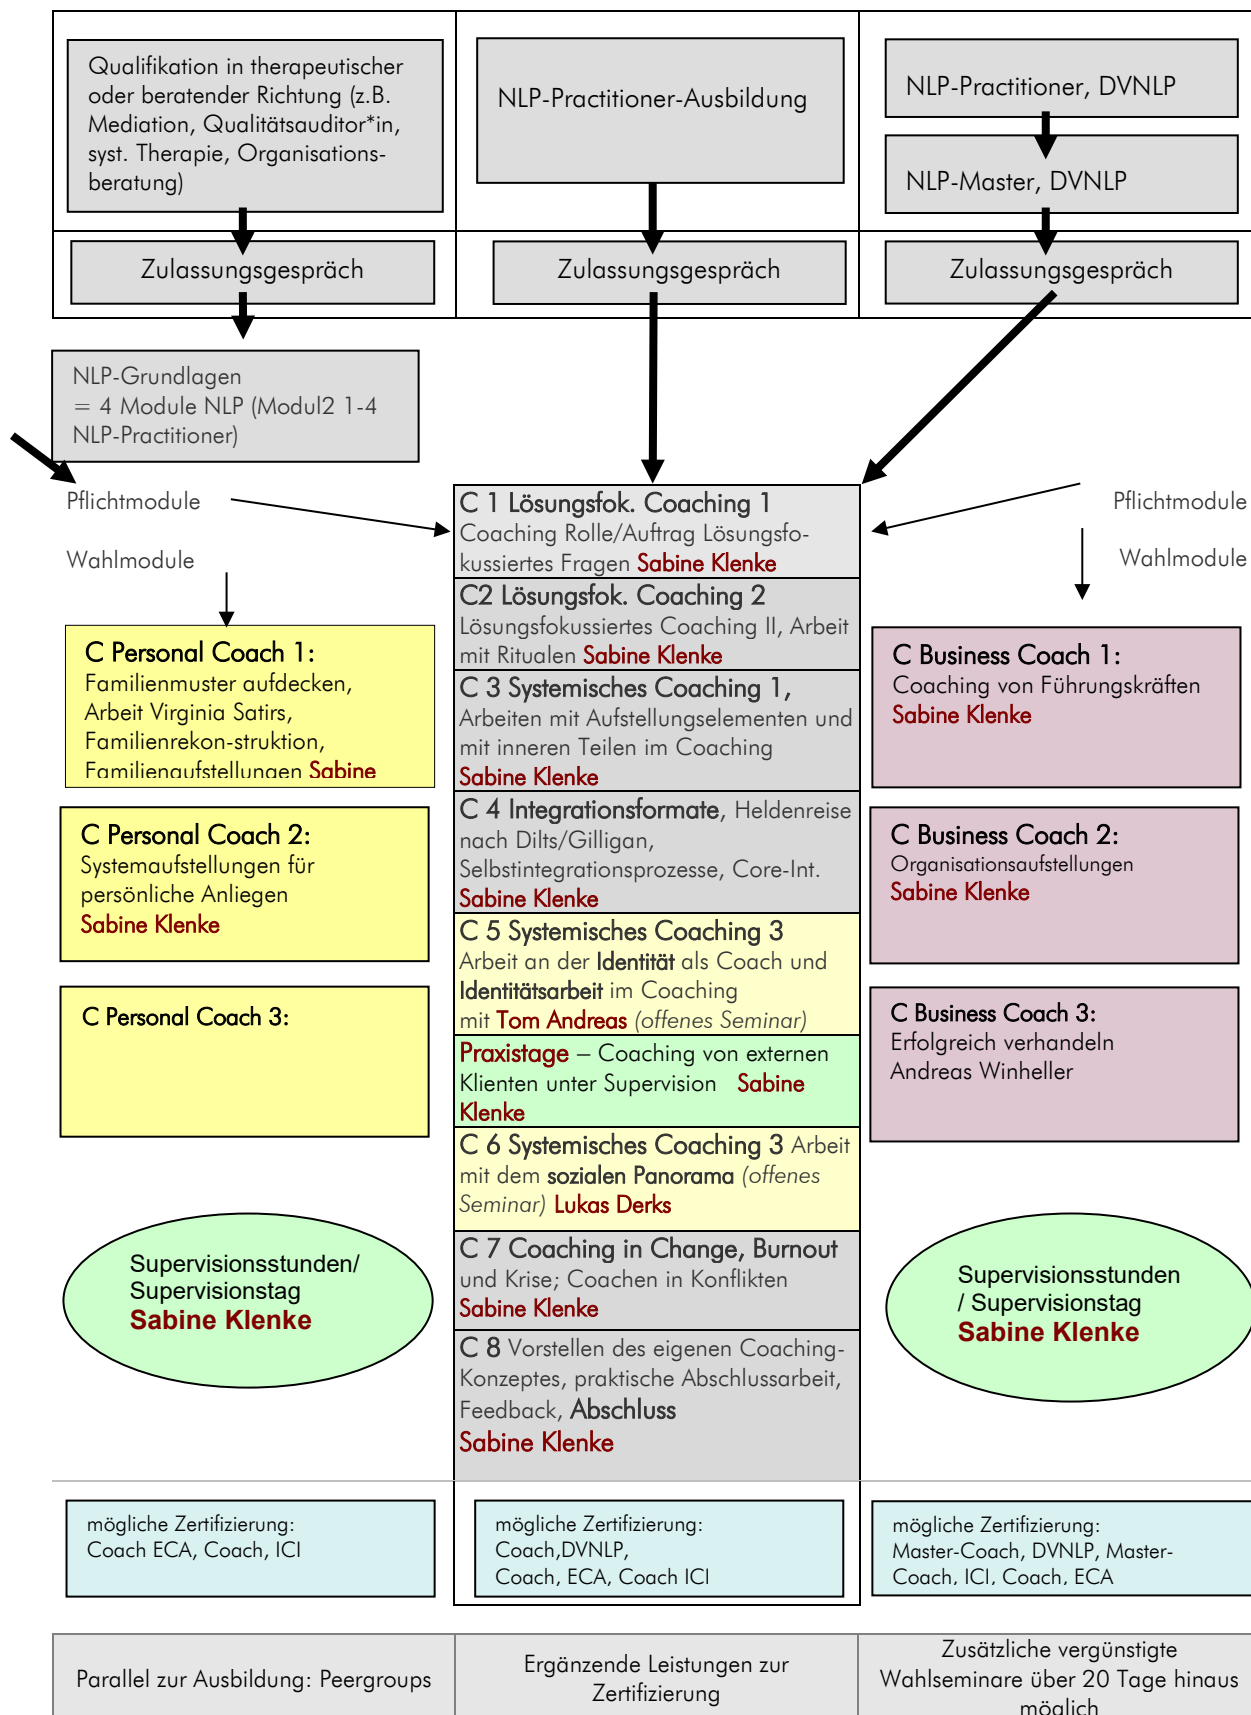 Qualifikation in therapeutischer
oder beratender Richtung (z.B.
Mediation, Qualitätsauditor*in,
syst. Therapie, Organisations-
beratung)
NLP-Practitioner-Ausbildung
NLP-Practitioner, DVNLP
NLP-Master, DVNLP
Zulassungsgespräch
Zulassungsgespräch
Zulassungsgespräch
NLP-Grundlagen
= 4 Module NLP (Modul2 1-4
NLP-Practitioner)
Pflichtmodule
Wahlmodule
C Personal Coach 1:
Familienmuster aufdecken,
Arbeit Virginia Satirs,
Familienrekon-struktion,
Familienaufstellungen Sabine
C Personal Coach 2:
Systemaufstellungen für
persönliche Anliegen
Sabine Klenke
C Personal Coach 3:
Supervisionsstunden/
Supervisionstag
Sabine Klenke
C 1 Lösungsfok. Coaching 1
Coaching Rolle/Auftrag Lösungsfo-
kussiertes Fragen Sabine Klenke
C2 Lösungsfok. Coaching 2
Lösungsfokussiertes Coaching II, Arbeit
mit Ritualen Sabine Klenke
C 3 Systemisches Coaching 1,
Arbeiten mit Aufstellungselementen und
mit inneren Teilen im Coaching
Sabine Klenke
C 4 Integrationsformate, Heldenreise
nach Dilts/Gilligan,
Selbstintegrationsprozesse, Core-Int.
Sabine Klenke
C 5 Systemisches Coaching 3
Arbeit an der Identität als Coach und
Identitätsarbeit im Coaching
mit Tom Andreas (offenes Seminar)
Praxistage – Coaching von externen
Klienten unter Supervision Sabine
Klenke
C 6 Systemisches Coaching 3 Arbeit
mit dem sozialen Panorama (offenes
Seminar) Lukas Derks
C 7 Coaching in Change, Burnout
und Krise; Coachen in Konflikten
Sabine Klenke
C 8 Vorstellen des eigenen Coaching-
Konzeptes, praktische Abschlussarbeit,
Feedback, Abschluss
Sabine Klenke
Pflichtmodule
Wahlmodule
C Business Coach 1:
Coaching von Führungskräften
Sabine Klenke
C Business Coach 2:
Organisationsaufstellungen
Sabine Klenke
C Business Coach 3:
Erfolgreich verhandeln
Andreas Winheller
Supervisionsstunden
/ Supervisionstag
Sabine Klenke
mögliche Zertifizierung:
Coach ECA, Coach, ICI
mögliche Zertifizierung:
Coach,DVNLP,
Coach, ECA, Coach ICI
mögliche Zertifizierung:
Master-Coach, DVNLP, Master-
Coach, ICI, Coach, ECA
Parallel zur Ausbildung: Peergroups
Ergänzende Leistungen zur
Zertifizierung
Zusätzliche vergünstigte
Wahlseminare über 20 Tage hinaus
möglich